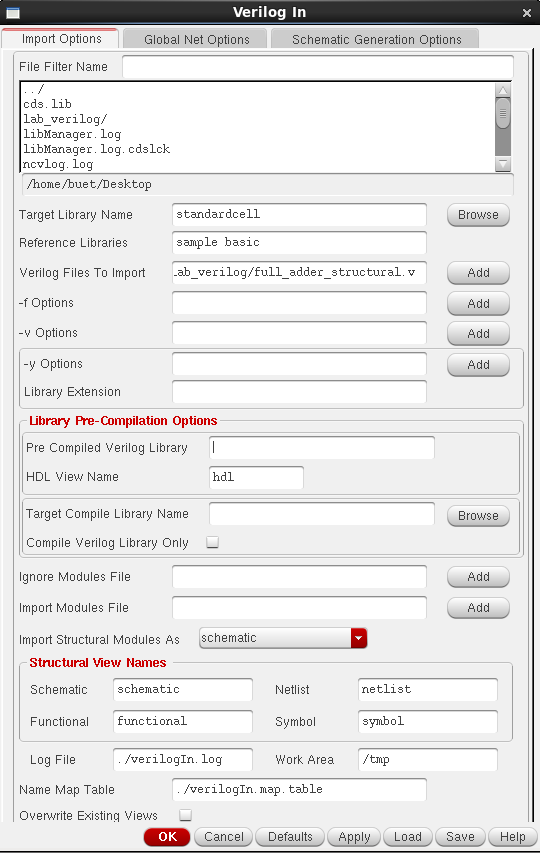 Verilog In
Import Options
Global Net Options
Schematic Generation Options
File Filter Name
../
cds.lib
lab_verilog/
libManager.log
libManager.log.cdslck
ncvlog.log
/home/buet/Desktop
Target Library Name standardcell Browse
Reference Libraries sample basic
Verilog Files To Import ab_verilog/full_adder_structural.v Add
-f Options Add
-v Options Add
-y Options Add
Library Extension
Library Pre-Compilation Options
Pre Compiled Verilog Library
HDL View Name hdl
Target Compile Library Name Browse
Compile Verilog Library Only
Ignore Modules File Add
Import Modules File Add
Import Structural Modules As schematic
Structural View Names
Schematic schematic Netlist netlist
Functional functional Symbol symbol
Log File ./verilogIn.log Work Area /tmp
Name Map Table ./verilogIn.map.table
Overwrite Existing Views
OK Cancel Defaults Apply Load Save Help